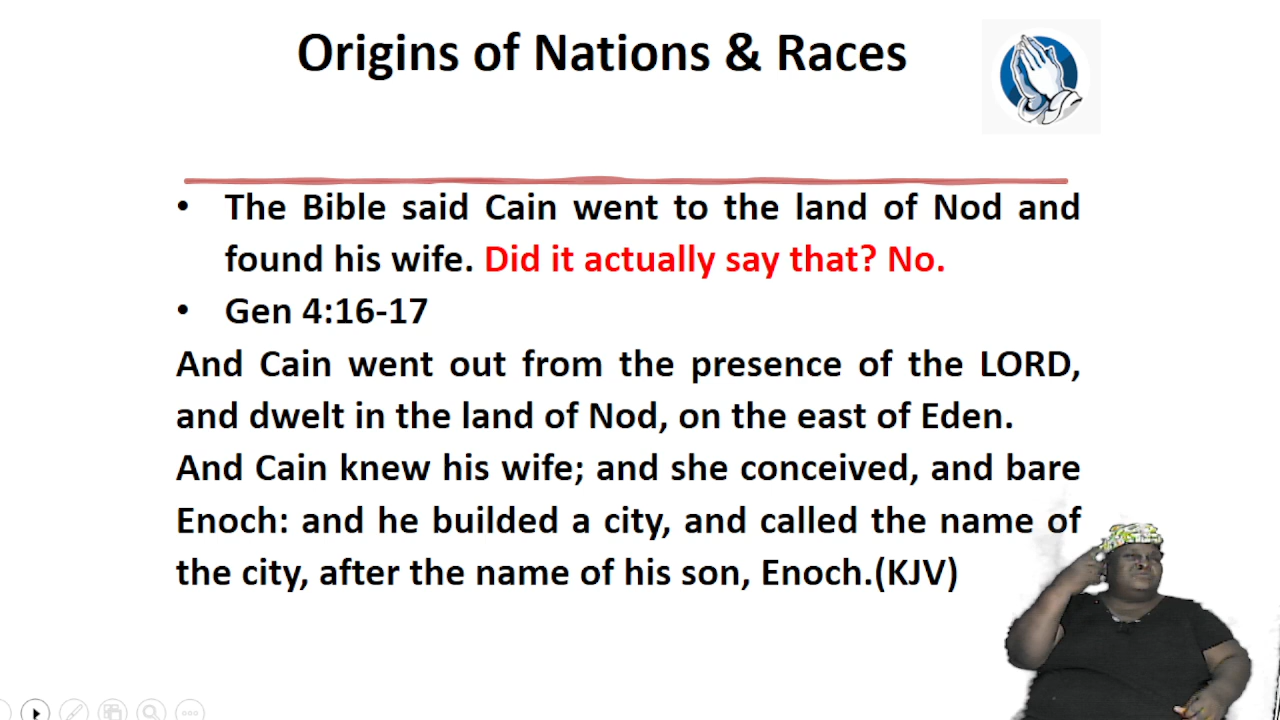 Origins of Nations & Races
• The Bible said Cain went to the land of Nod and
found his wife. Did it actually say that? No.
• Gen 4:16-17
And Cain went out from the presence of the LORD,
and dwelt in the land of Nod, on the east of Eden.
And Cain knew his wife; and she conceived, and bare
Enoch: and he builded a city, and called the name of
the city, after the name of his son, Enoch.(KJV)